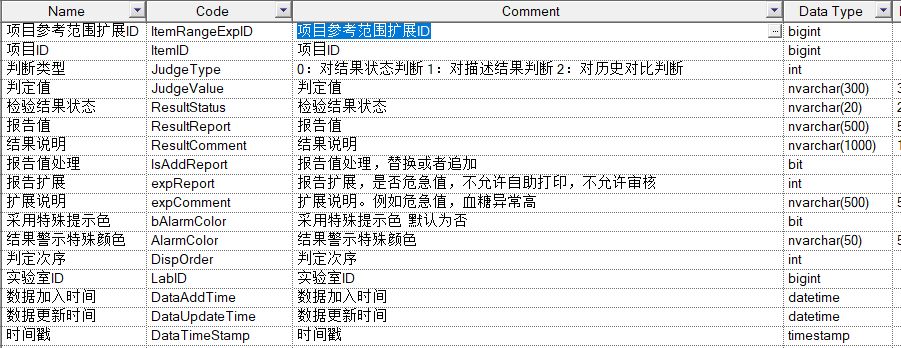 Name Code Comment Data Type
项目参考范围扩展ID ItemRangeExpID 项目参考范围扩展ID ... bigint
项目ID ItemID 项目ID bigint
判断类型 JudgeType 0：对结果状态判断 1：对描述结果判断 2：对历史对比判断 int
判定值 JudgeValue 判定值 nvarchar(300) 3
检验结果状态 ResultStatus 检验结果状态 nvarchar(20) 2
报告值 ResultReport 报告值 nvarchar(500) 5
结果说明 ResultComment 结果说明 nvarchar(1000) 1
报告值处理 IsAddReport 报告值处理，替换或者追加 bit
报告扩展 expReport 报告扩展，是否危急值，不允许自助打印，不允许审核 int
扩展说明 expComment 扩展说明。例如危急值，血糖异常高 nvarchar(500) 5
采用特殊提示色 bAlarmColor 采用特殊提示色 默认为否 bit
结果警示特殊颜色 AlarmColor 结果警示特殊颜色 nvarchar(50) 5
判定次序 DispOrder 判定次序 int
实验室ID LabID 实验室ID bigint
数据加入时间 DataAddTime 数据加入时间 datetime
数据更新时间 DataUpdateTime 数据更新时间 datetime
时间戳 DataTimeStamp 时间戳 timestamp